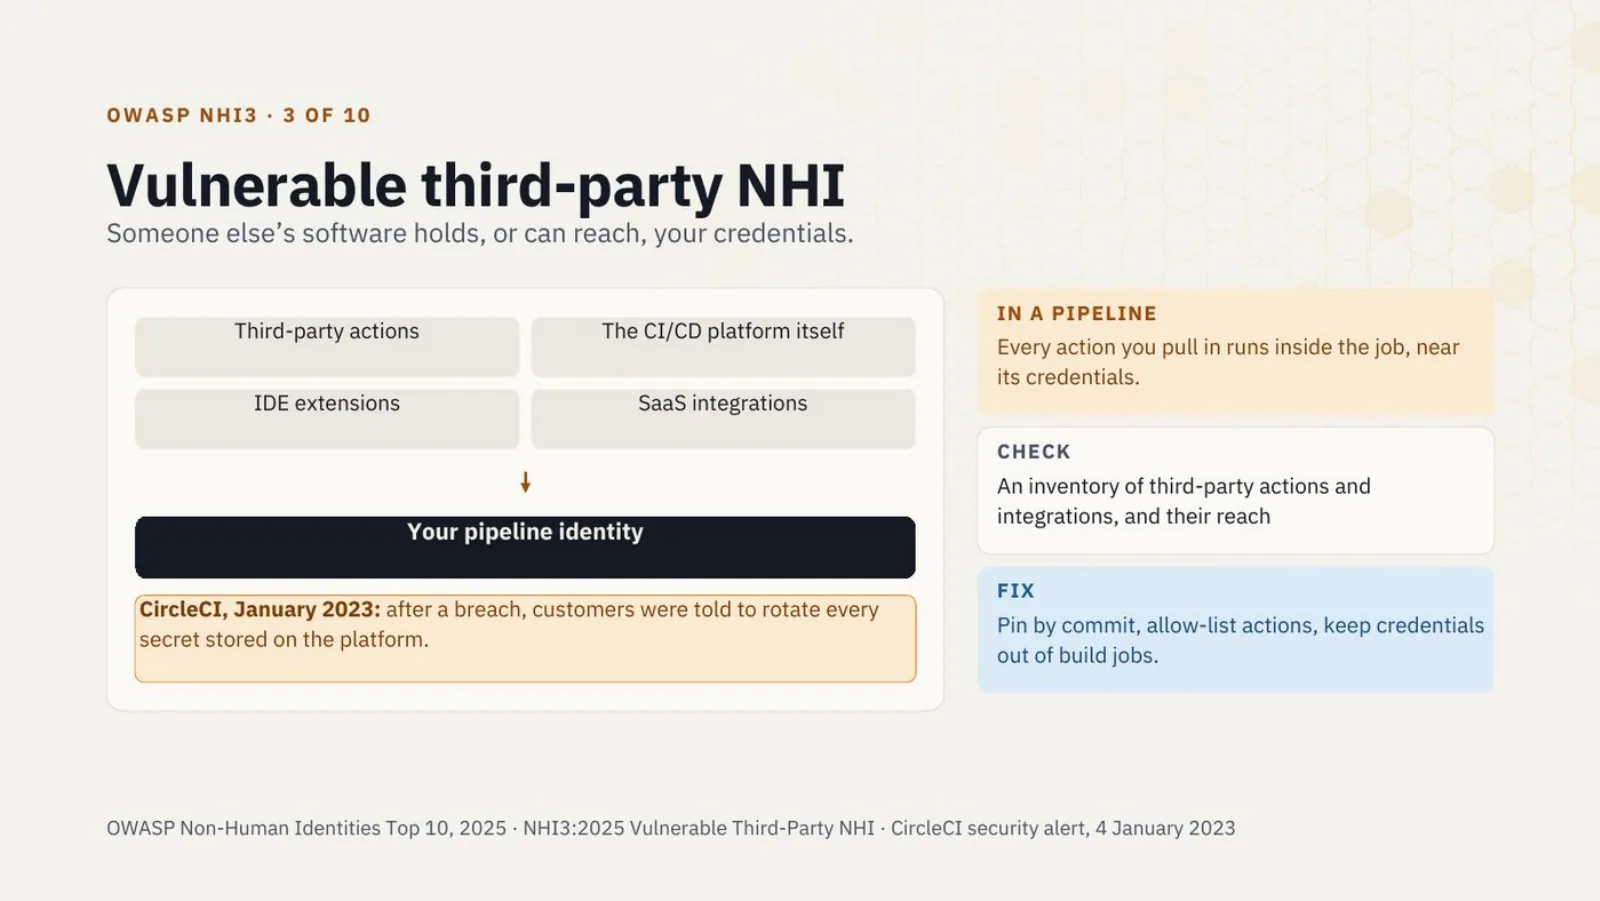 OWASP NHI3 · 3 OF 10
Vulnerable third-party NHI
Someone else’s software holds, or can reach, your credentials.
Third-party actions
The CI/CD platform itself
IDE extensions
SaaS integrations
↓
Your pipeline identity
CircleCI, January 2023: after a breach, customers were told to rotate every
secret stored on the platform.
IN A PIPELINE
Every action you pull in runs inside the job, near
its credentials.
CHECK
An inventory of third-party actions and
integrations, and their reach
FIX
Pin by commit, allow-list actions, keep credentials
out of build jobs.
OWASP Non-Human Identities Top 10, 2025 · NHI3:2025 Vulnerable Third-Party NHI · CircleCI security alert, 4 January 2023